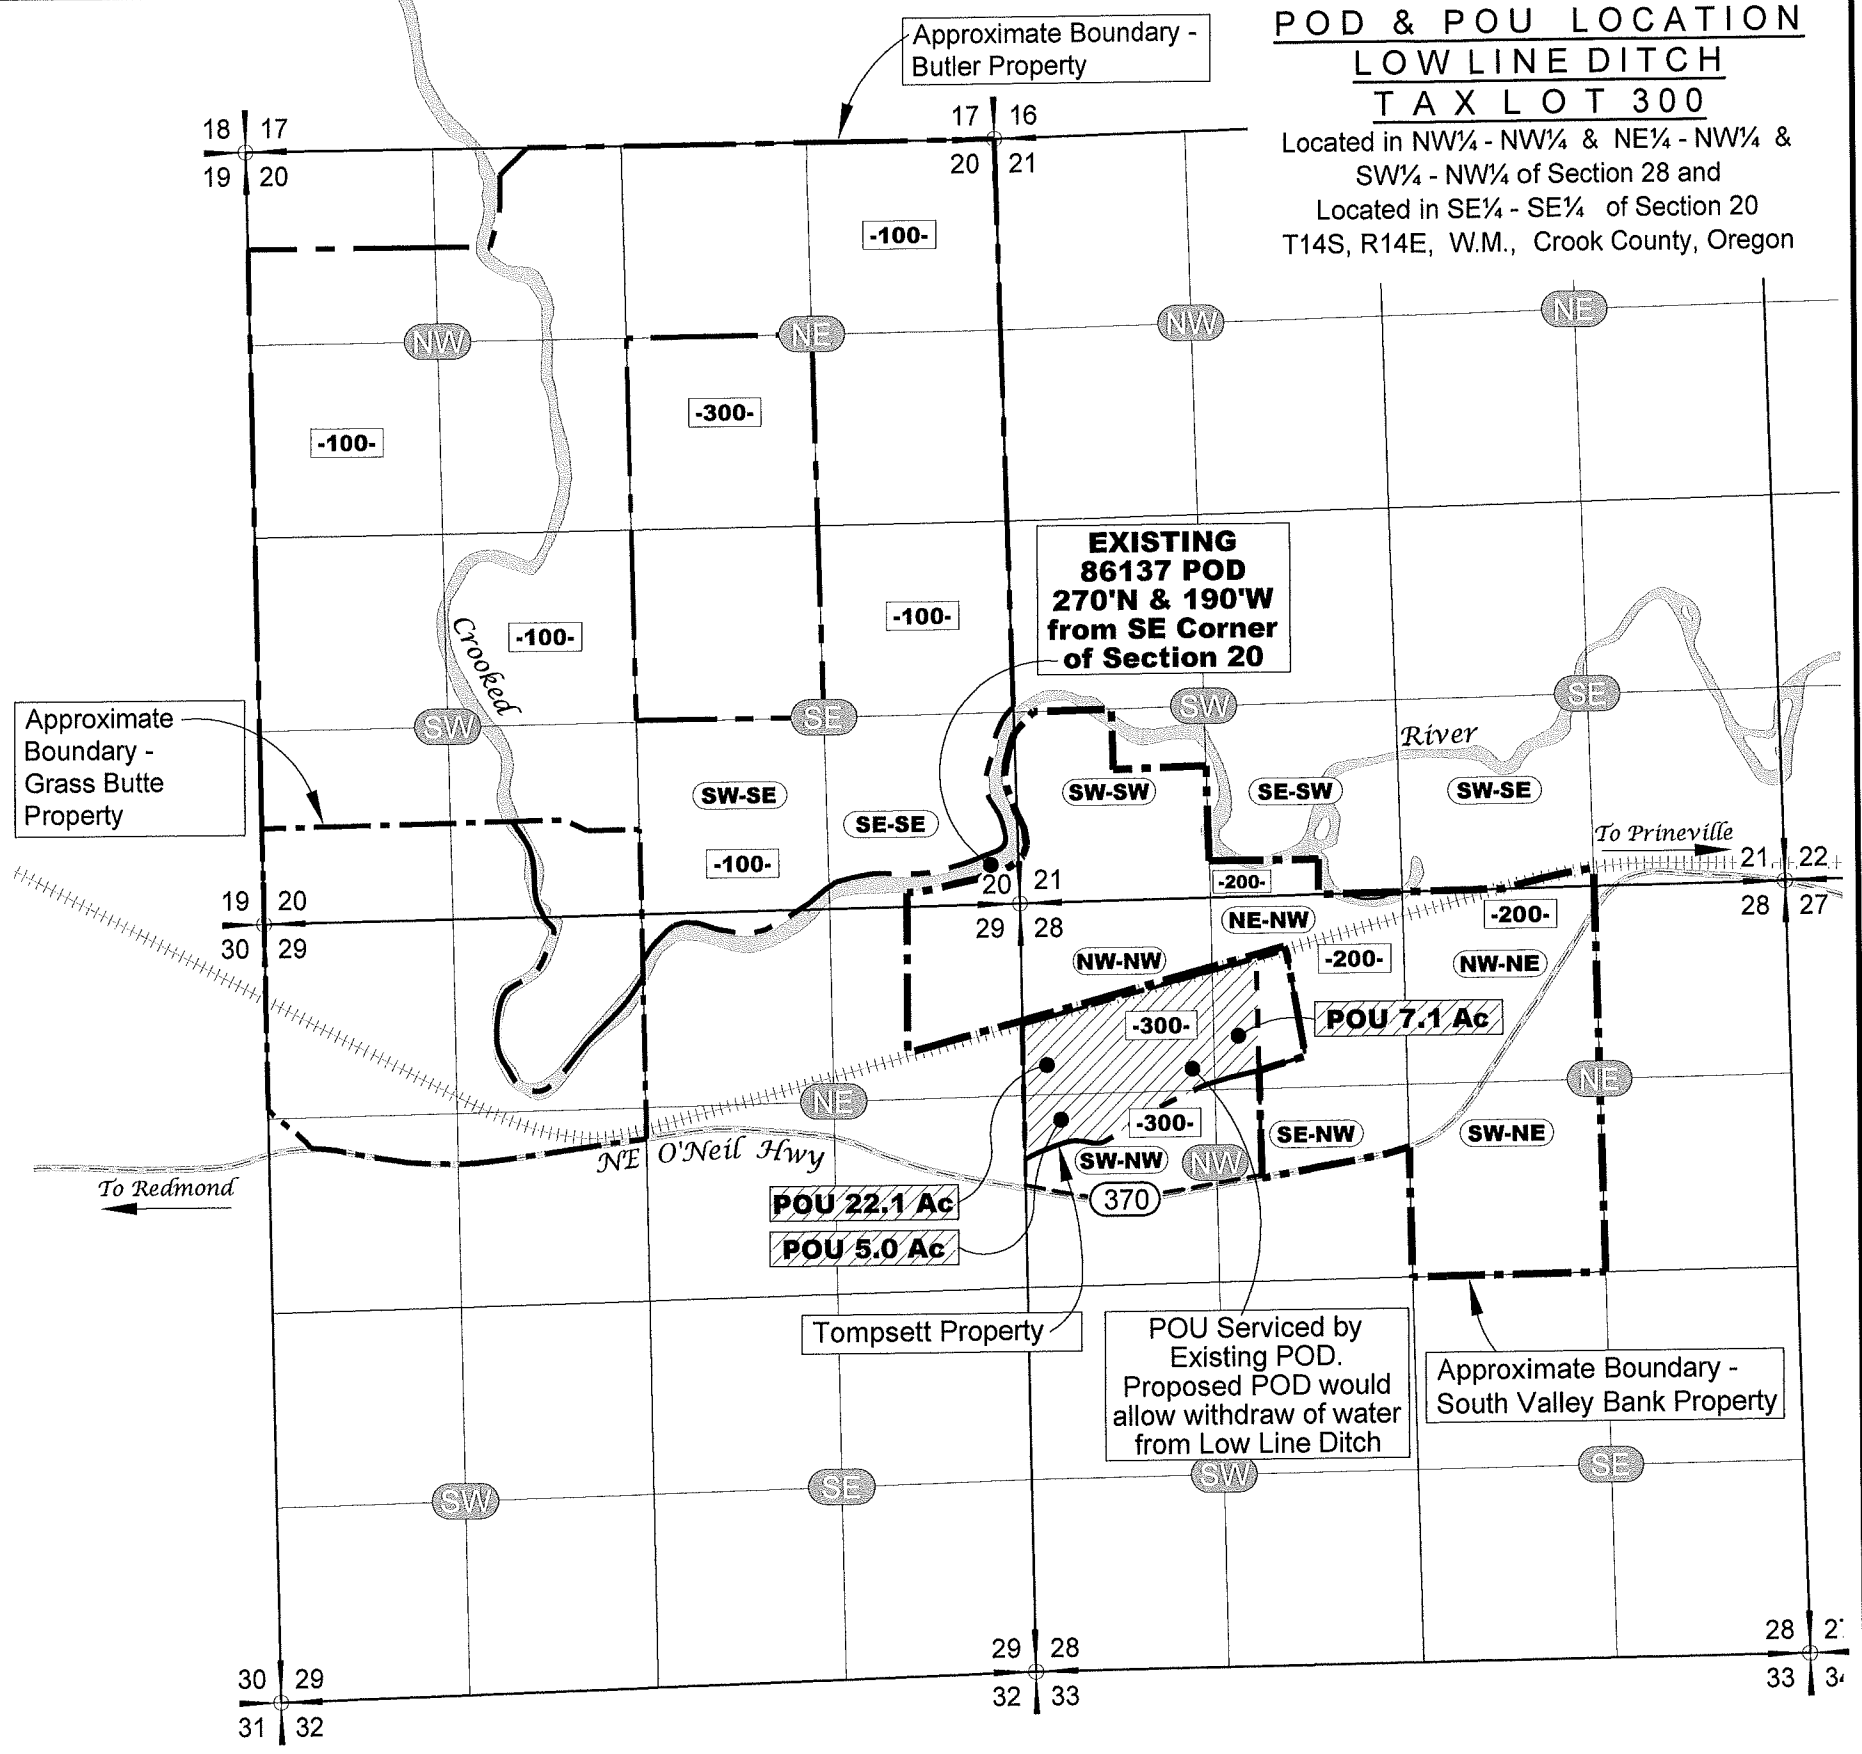 POD & POU LOCATION
LOW LINE DITCH
TAX LOT 300
Located in NW¼ - NW¼ & NE¼ - NW¼ &
SW¼ - NW¼ of Section 28 and
Located in SE¼ - SE¼ of Section 20
T14S, R14E, W.M., Crook County, Oregon
Approximate Boundary -
Butler Property
18 17
19 20
17 16
20 21
-100-
NW
NE
NW
NE
-300-
-100-
EXISTING
86137 POD
270'N & 190'W
from SE Corner
of Section 20
-100-
-100-
Crooked
Approximate
Boundary -
Grass Butte
Property
SW
SE
SW
SE
River
SW-SE
SE-SE
SW-SW
SE-SW
SW-SE
To Prineville
-100-
20 21
29 28
-200-
21 22
28 27
19 20
30 29
NE-NW
-200-
NW-NW
-200-
NW-NE
-300-
POU 7.1 Ac
NE
NE
-300-
SE-NW
SW-NE
NE O'Neil Hwy
SW-NW
NW
To Redmond
370
POU 22.1 Ac
POU 5.0 Ac
Tompsett Property
POU Serviced by
Existing POD.
Proposed POD would
allow withdraw of water
from Low Line Ditch
Approximate Boundary -
South Valley Bank Property
SW
SE
SW
SE
30 29
31 32
29 28
32 33
28
33